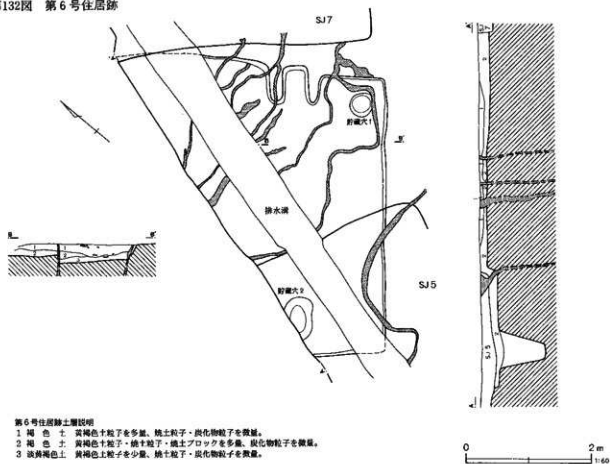 第132図 第6号住居跡
SJ7
貯蔵穴1
B'
排水溝
SJ5
貯蔵穴2
B
B'
A'
SJ7
SJ5
A
第6号住居跡土層説明
1 褐色土 黄褐色土粒子を多量、焼土粒子・炭化物粒子を微量。
2 褐色土 黄褐色土粒子・焼土粒子・焼土ブロックを多量、炭化物粒子を微量。
3 淡黄褐色土 黄褐色土粒子を少量、焼土粒子・炭化物粒子を微量。
0 2m
1:60